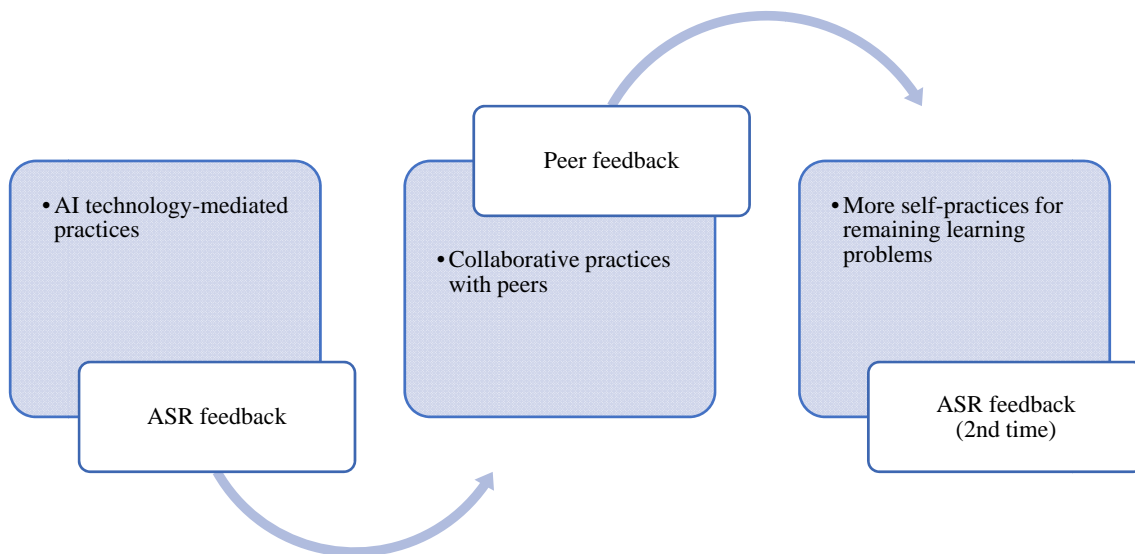 • AI technology-mediated
practices
ASR feedback
Peer feedback
• Collaborative practices
with peers
• More self-practices for
remaining learning
problems
ASR feedback
(2nd time)